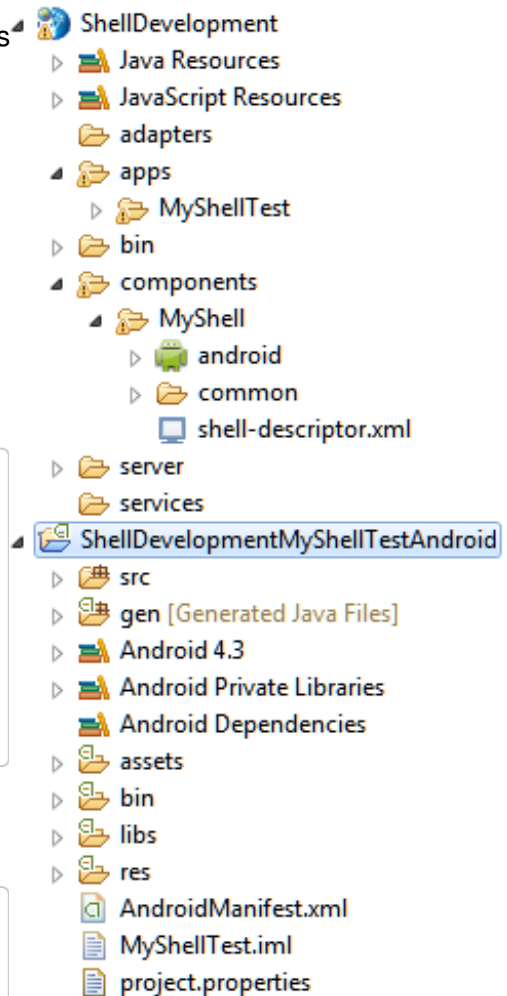 ShellDevelopment
s
Java Resources
JavaScript Resources
adapters
apps
MyShellTest
bin
components
MyShell
android
common
shell-descriptor.xml
server
services
ShellDevelopmentMyShellTestAndroid
src
gen [Generated Java Files]
Android 4.3
Android Private Libraries
Android Dependencies
assets
bin
libs
res
AndroidManifest.xml
MyShellTest.iml
project.properties